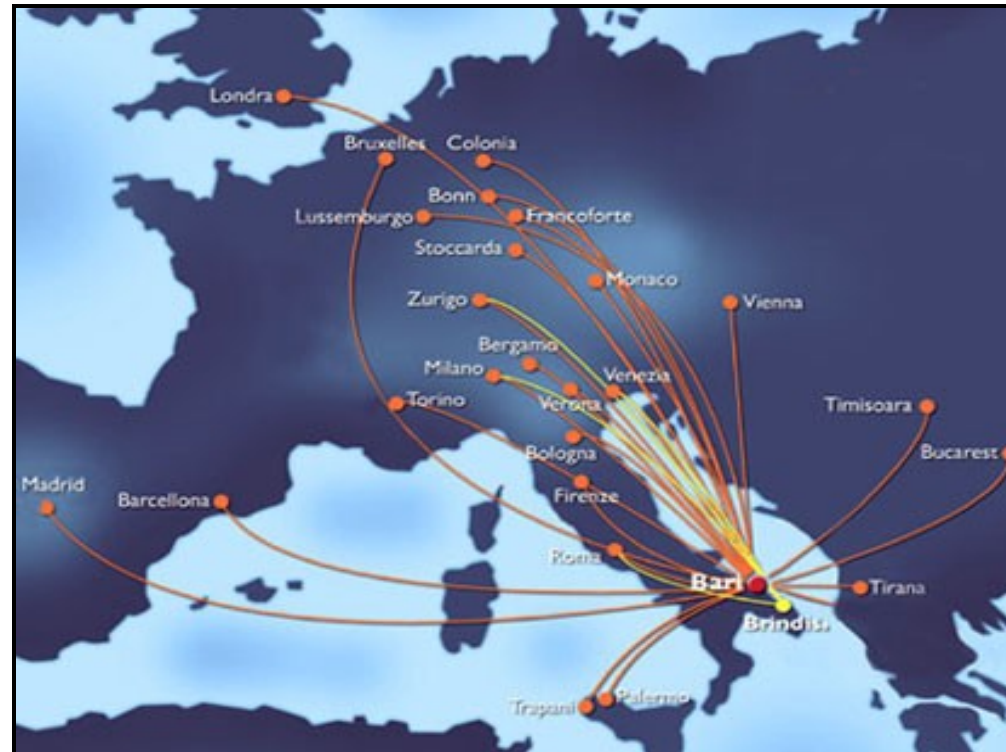 Londra
Bruxelles Colonia
Bonn
Lussemburgo Francoforte
Stoccarda
Monaco
Zurigo Vienna
Bergamo
Milano Venezia
Torino Verona Timisoara
Bologna Bucarest
Madrid
Barcellona Firenze
Roma
Bari Tirana
Brindisi
Trapani Palermo